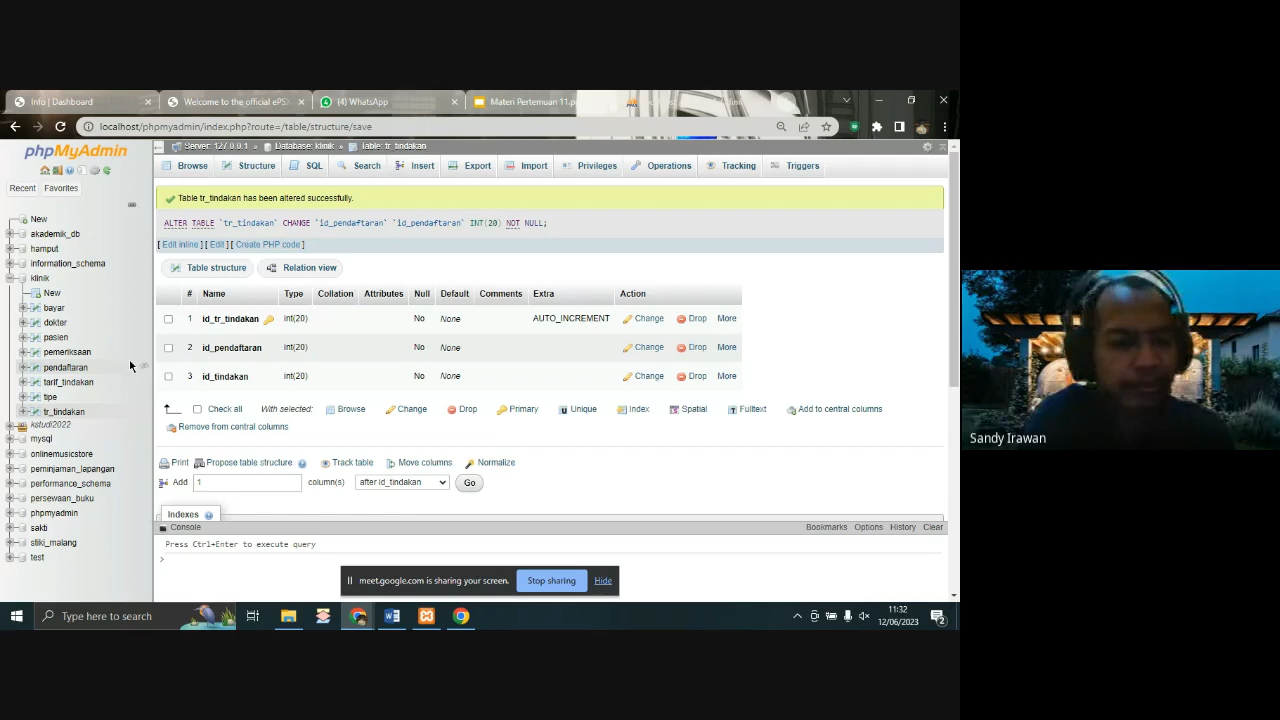 Info | Dashboard
Welcome to the official ePS
(4) WhatsApp
Materi Pertemuan 11.p
localhost/phpmyadmin/index.php?route=/table/structure/save
phpMyAdmin
Recent Favorites
New
akademik_db
hamput
information_schema
klinik
New
bayar
dokter
pasien
pemeriksaan
pendaftaran
tarif_tindakan
tipe
tr_tindakan
kstudi2022
mysql
onlinemusicstore
peminjaman_lapangan
performance_schema
persewaan_buku
phpmyadmin
sakti
stiki_malang
test
Server: 127.0.0.1 » Database: klinik » Table: tr_tindakan
Browse Structure SQL Search Insert Export Import Privileges Operations Tracking Triggers
Table tr_tindakan has been altered successfully.
ALTER TABLE `tr_tindakan` CHANGE `id_pendaftaran` `id_pendaftaran` INT(20) NOT NULL;
[ Edit inline ] [ Edit ] [ Create PHP code ]
Table structure Relation view
# Name Type Collation Attributes Null Default Comments Extra Action
1 id_tr_tindakan int(20) No None AUTO_INCREMENT Change Drop More
2 id_pendaftaran int(20) No None Change Drop More
3 id_tindakan int(20) No None Change Drop More
Check all With selected: Browse Change Drop Primary Unique Index Spatial Fulltext Add to central columns
Remove from central columns
Print Propose table structure Track table Move columns Normalize
Add 1 column(s) after id_tindakan Go
Indexes
Console Bookmarks Options History Clear
Press Ctrl+Enter to execute query
>
meet.google.com is sharing your screen. Stop sharing Hide
Type here to search
11:32
12/06/2023
2
Sandy Irawan